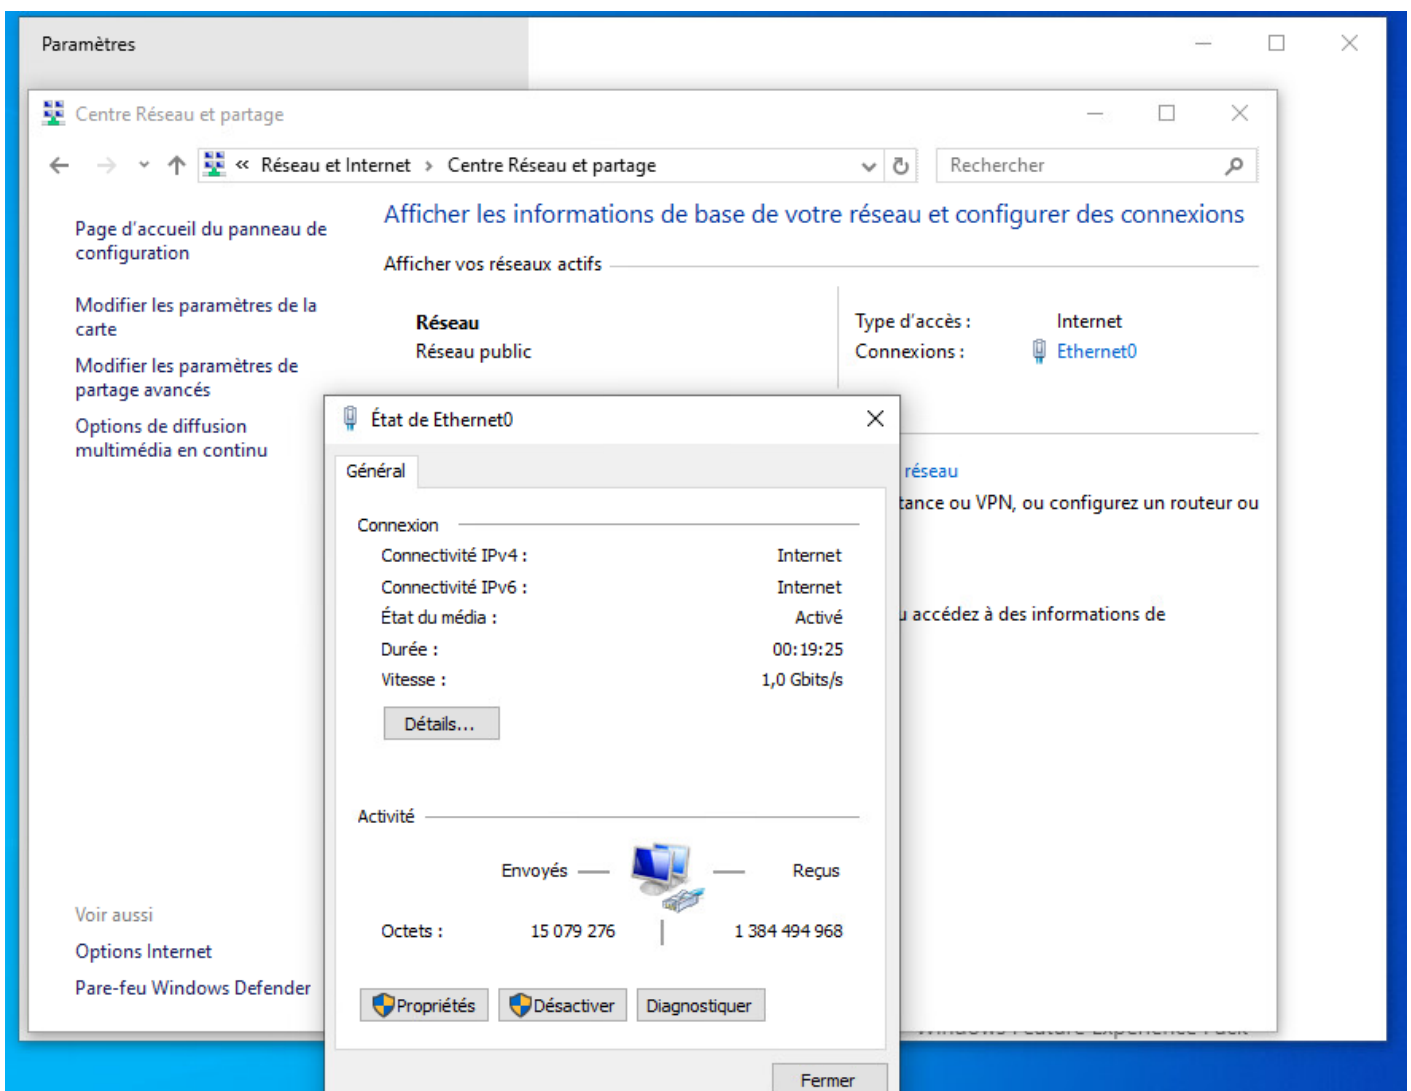 Paramètres
Centre Réseau et partage
« Réseau et Internet › Centre Réseau et partage
Rechercher
Page d'accueil du panneau de
configuration
Modifier les paramètres de la
carte
Modifier les paramètres de
partage avancés
Options de diffusion
multimédia en continu
Afficher les informations de base de votre réseau et configurer des connexions
Afficher vos réseaux actifs
Réseau
Réseau public
Type d'accès : Internet
Connexions : Ethernet0
réseau
tance ou VPN, ou configurez un routeur ou
accédez à des informations de
État de Ethernet0
Général
Connexion
Connectivité IPv4 : Internet
Connectivité IPv6 : Internet
État du média : Activé
Durée : 00:19:25
Vitesse : 1,0 Gbits/s
Détails...
Activité
Envoyés — — Reçus
Octets : 15 079 276 1 384 494 968
Propriétés Désactiver Diagnostiquer
Fermer
Voir aussi
Options Internet
Pare-feu Windows Defender